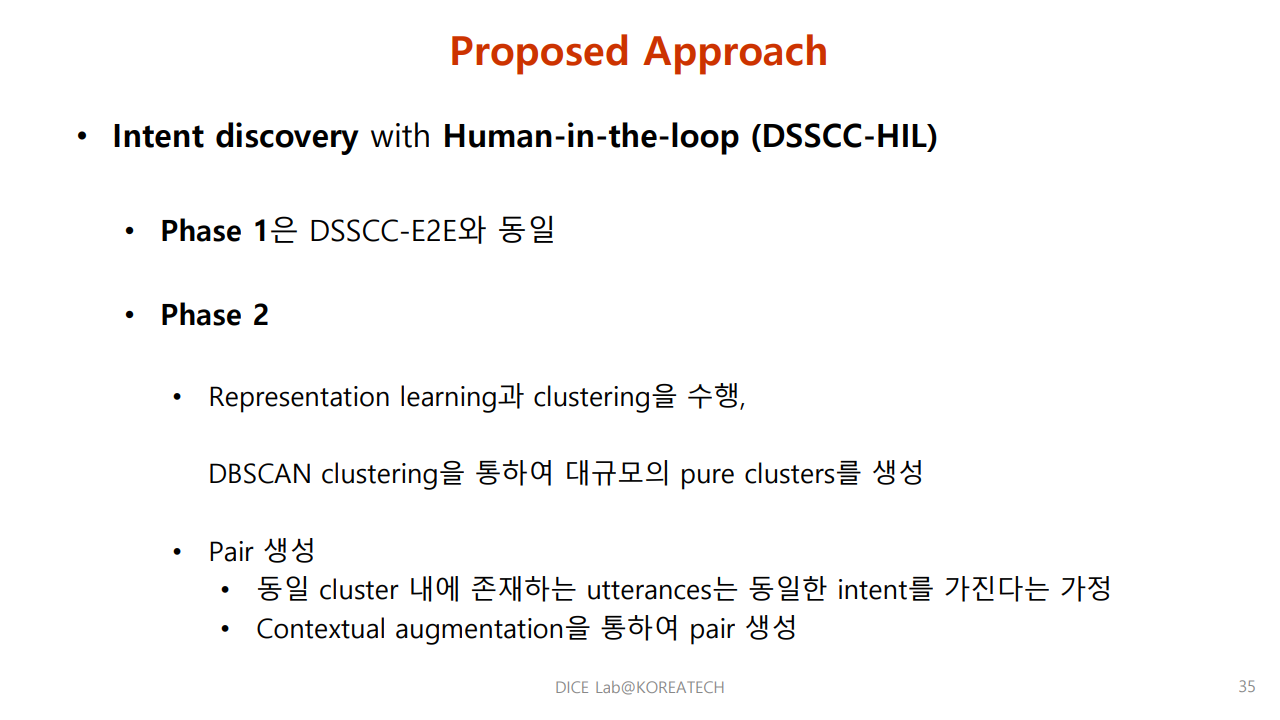 Proposed Approach
• Intent discovery with Human-in-the-loop (DSSCC-HIL)
• Phase 1은 DSSCC-E2E와 동일
• Phase 2
• Representation learning과 clustering을 수행,
DBSCAN clustering을 통하여 대규모의 pure clusters를 생성
• Pair 생성
• 동일 cluster 내에 존재하는 utterances는 동일한 intent를 가진다는 가정
• Contextual augmentation을 통하여 pair 생성
DICE Lab@KOREATECH
35